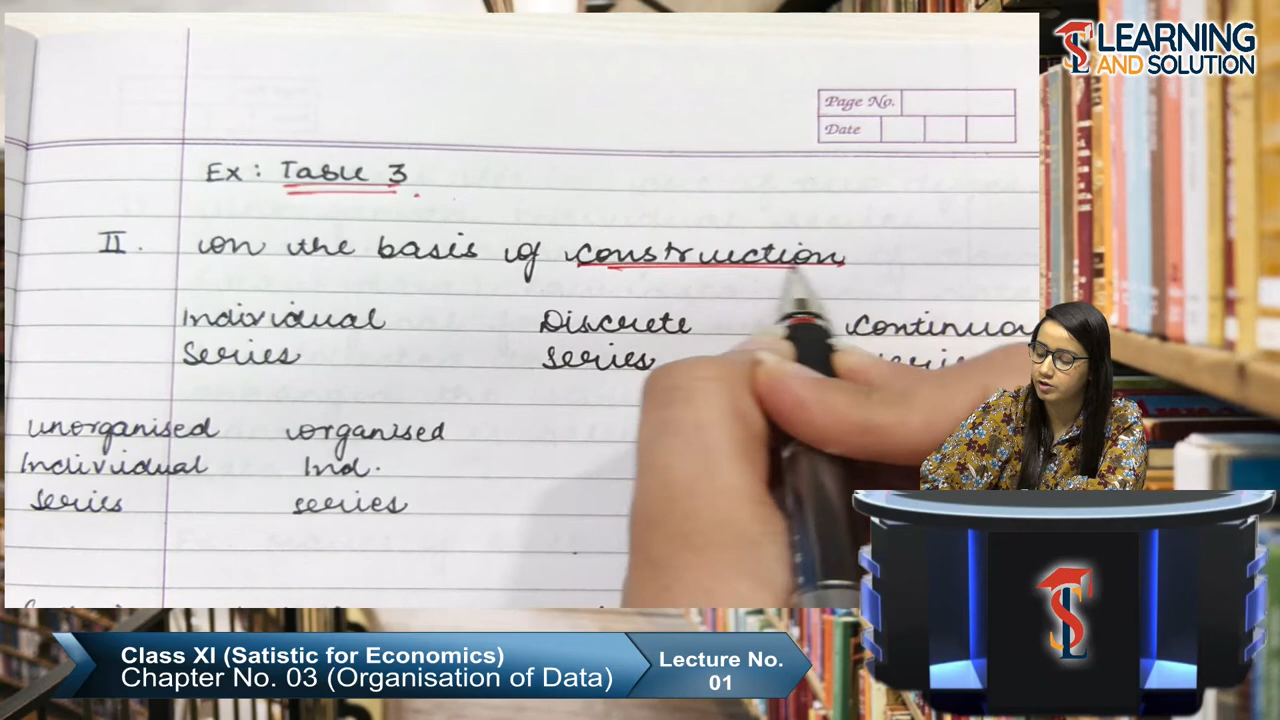 LEARNING
AND SOLUTION
Page No.
Date
Ex: Table 3
II. on the basis of construction
Individual Discrete
series series
unorganised organised
Individual Ind.
series series
Class XI (Satistic for Economics)
Chapter No. 03 (Organisation of Data)
Lecture No.
01